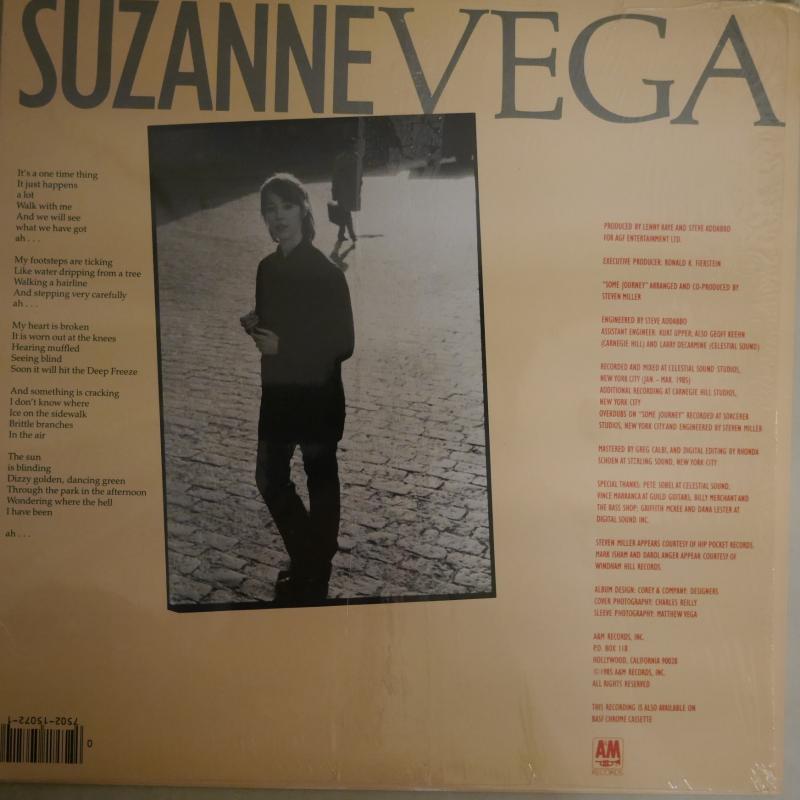 SUZANNE VEGA
It's a one time thing
It just happens
a lot
Walk with me
And we will see
what we have got
ah . . .
My footsteps are ticking
Like water dripping from a tree
Walking a hairline
And stepping very carefully
ah . . .
My heart is broken
It is worn out at the knees
Hearing muffled
Seeing blind
Soon it will hit the Deep Freeze
And something is cracking
I don't know where
Ice on the sidewalk
Brittle branches
In the air
The sun
is blinding
Dizzy golden, dancing green
Through the park in the afternoon
Wondering where the hell
I have been
ah . . .
PRODUCED BY LENNY KAYE AND STEVE ADDABBO
FOR AGF ENTERTAINMENT LTD.
EXECUTIVE PRODUCER: RONALD K. FIERSTEIN
"SOME JOURNEY" ARRANGED AND CO-PRODUCED BY
STEVEN MILLER
ENGINEERED BY STEVE ADDABBO
ASSISTANT ENGINEER: KURT UPPER; ALSO GEOFF KEEHN
(CARNEGIE HILL) AND LARRY DECARMINE (CELESTIAL SOUND)
RECORDED AND MIXED AT CELESTIAL SOUND STUDIOS,
NEW YORK CITY (JAN. – MAR. 1985)
ADDITIONAL RECORDING AT CARNEGIE HILL STUDIOS,
NEW YORK CITY
OVERDUBS ON "SOME JOURNEY" RECORDED AT SORCERER
STUDIOS, NEW YORK CITY AND ENGINEERED BY STEVEN MILLER
MASTERED BY GREG CALBI, AND DIGITAL EDITING BY RHONDA
SCHOEN AT STERLING SOUND, NEW YORK CITY
SPECIAL THANKS: PETE SOBEL AT CELESTIAL SOUND;
VINCE MARRANCA AT GUILD GUITARS; BILLY MERCHANT AND
THE BASS SHOP; GRIFFITH MCKEE AND DANA LESTER AT
DIGITAL SOUND INC.
STEVEN MILLER APPEARS COURTESY OF HIP POCKET RECORDS.
MARK ISHAM AND DAROL ANGER APPEAR COURTESY OF
WINDHAM HILL RECORDS.
ALBUM DESIGN: COREY & COMPANY: DESIGNERS
COVER PHOTOGRAPHY: CHARLES REILLY
SLEEVE PHOTOGRAPHY: MATTHEW VEGA
A&M RECORDS, INC.
P.O. BOX 118
HOLLYWOOD, CALIFORNIA 90028
©1985 A&M RECORDS, INC.
ALL RIGHTS RESERVED
THIS RECORDING IS ALSO AVAILABLE ON
BASF CHROME CASSETTE
A&M
RECORDS
7502-15072-1
0